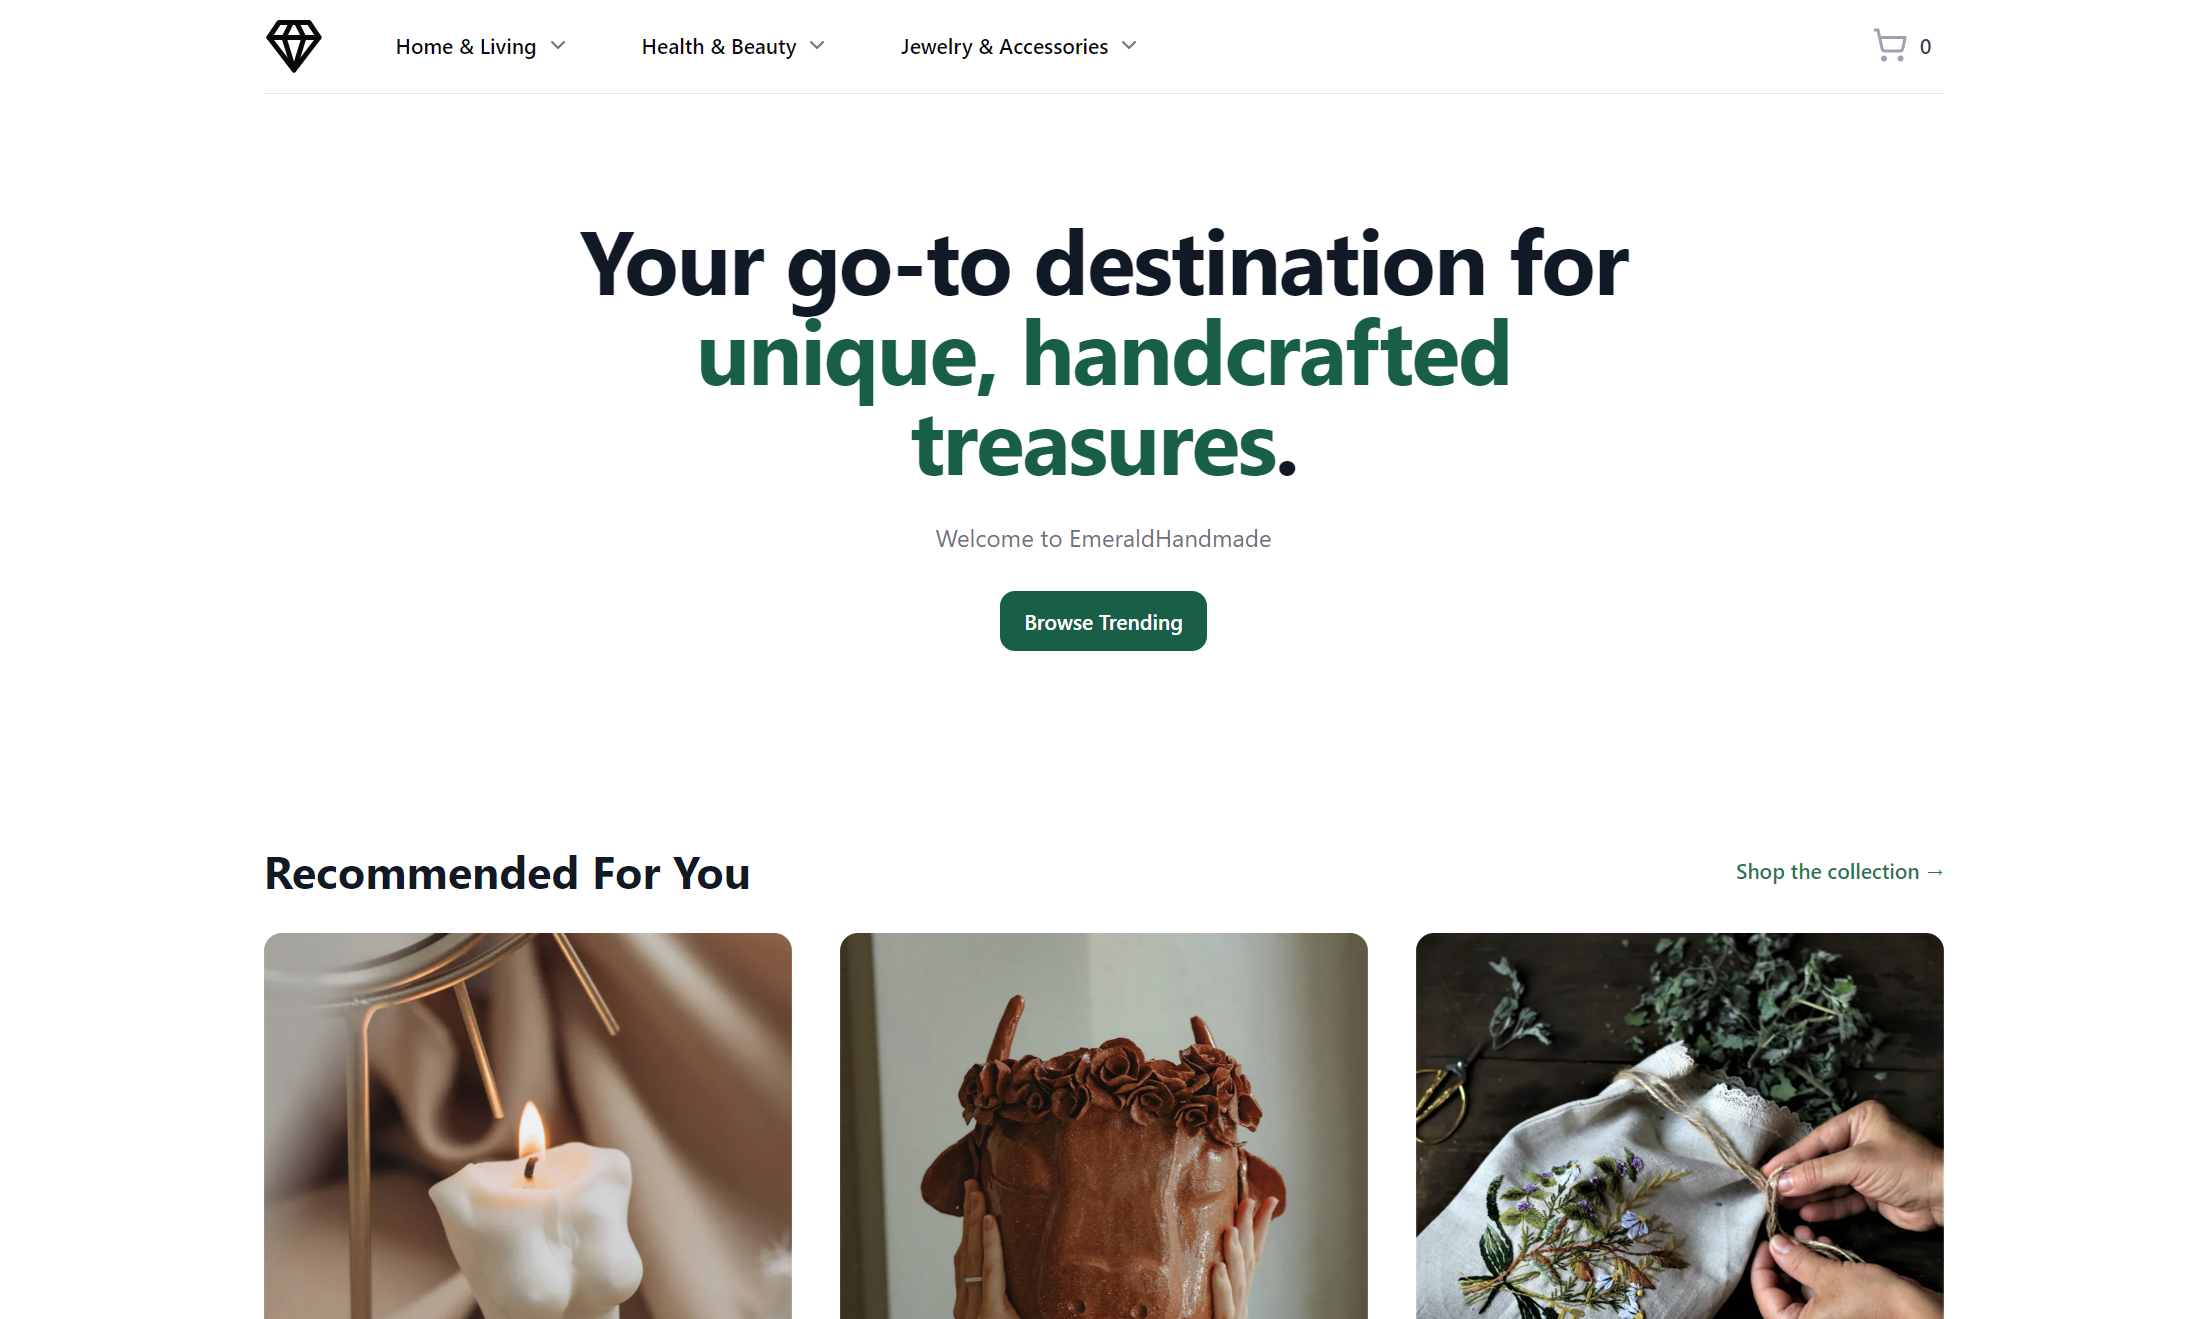 Home & Living
Health & Beauty
Jewelry & Accessories
0
Your go-to destination for
unique, handcrafted
treasures.
Welcome to EmeraldHandmade
Browse Trending
Recommended For You
Shop the collection →